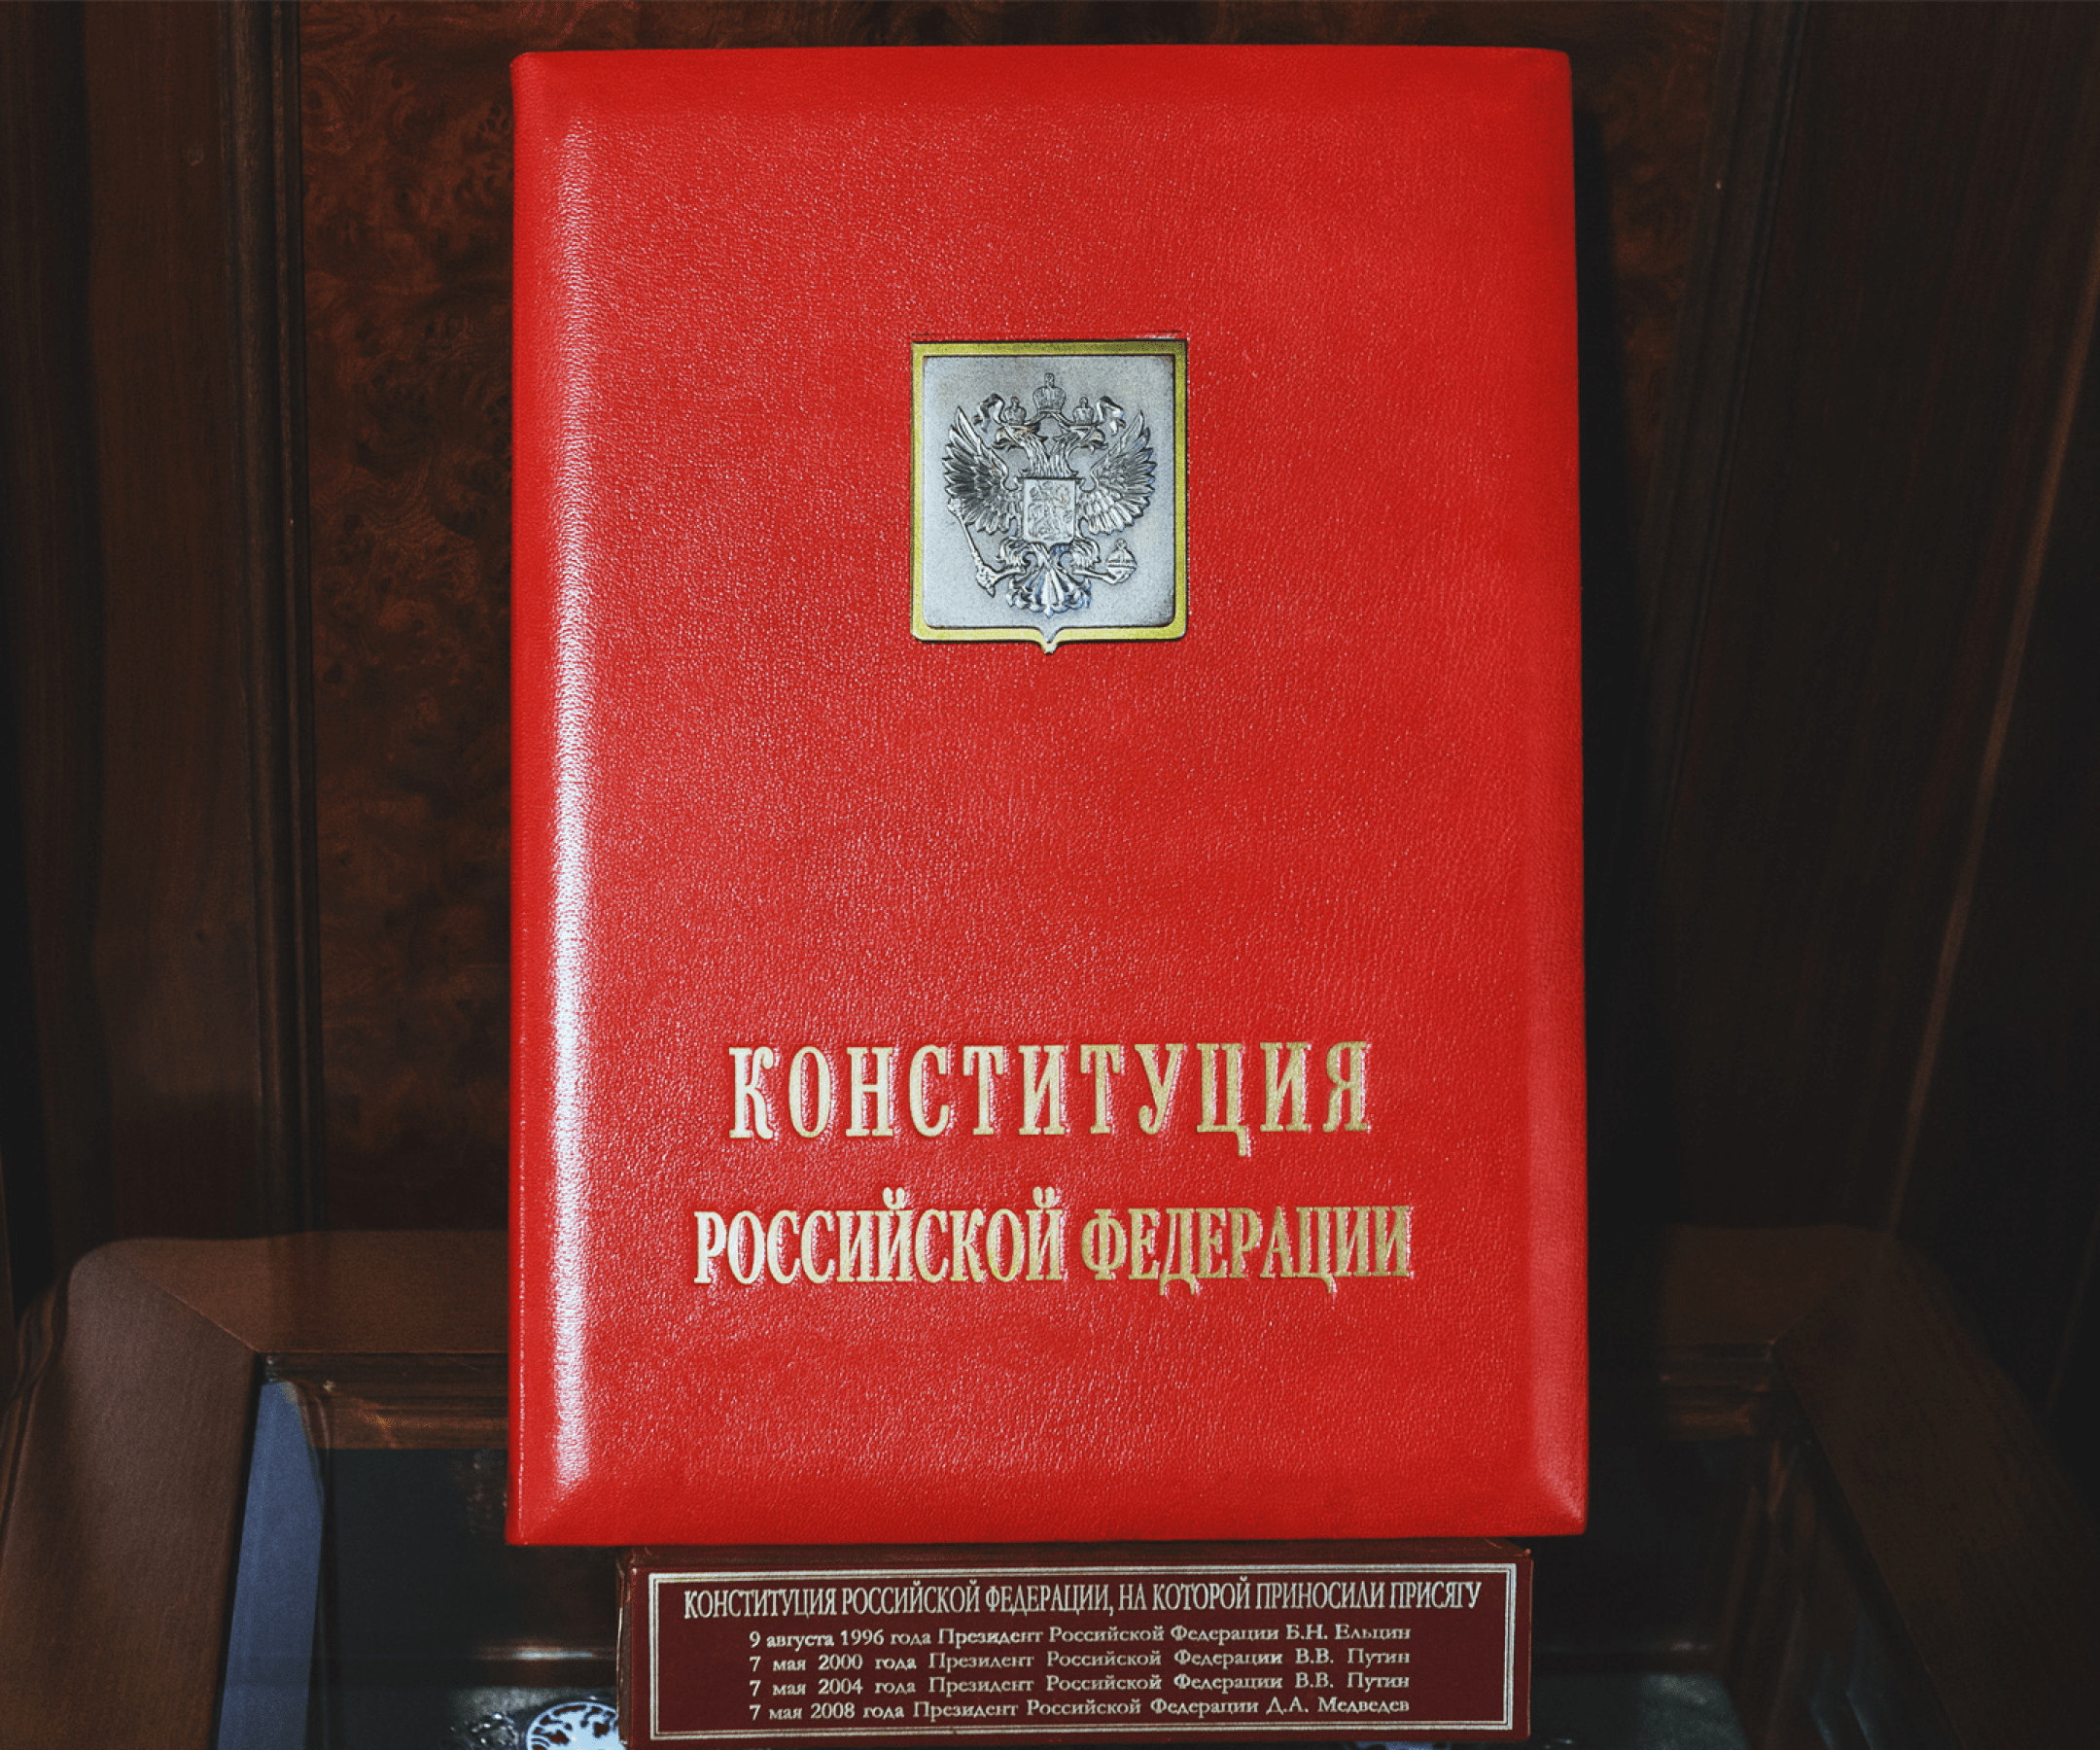 КОНСТИТУЦИЯ
РОССИЙСКОЙ ФЕДЕРАЦИИ
КОНСТИТУЦИЯ РОССИЙСКОЙ ФЕДЕРАЦИИ, НА КОТОРОЙ ПРИНОСИЛИ ПРИСЯГУ
9 августа 1996 года Президент Российской Федерации Б.Н. Ельцин
7 мая 2000 года Президент Российской Федерации В.В. Путин
7 мая 2004 года Президент Российской Федерации В.В. Путин
7 мая 2008 года Президент Российской Федерации Д.А. Медведев